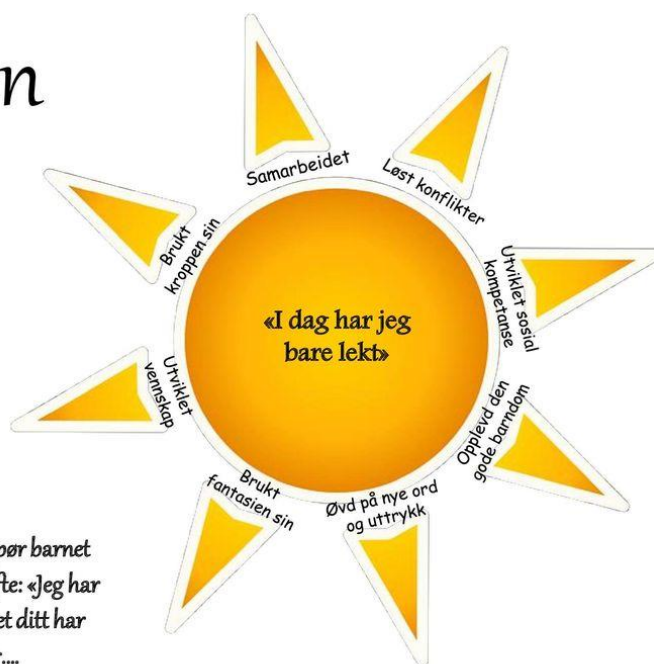 Samarbeidet
Løst konflikter
Utviklet sosial
kompetanse
Opplevd den
gode barndom
Øvd på nye ord
og uttrykk
Brukt
fantasien sin
Utviklet
vennskap
Brukt
kroppen sin
«I dag har jeg
bare lekt»
barnet
«Jeg har
ditt har